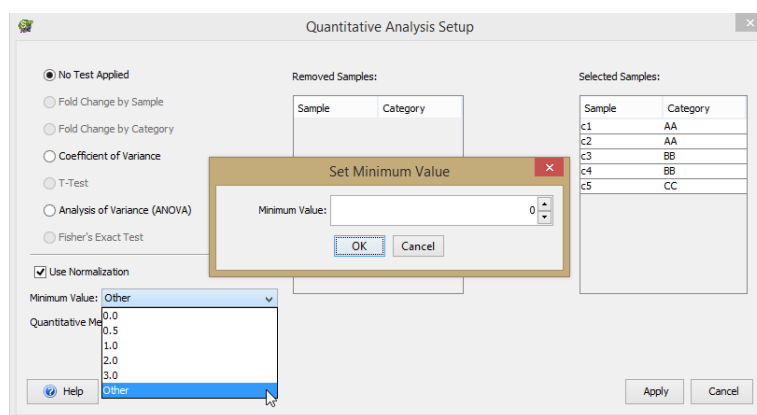 Quantitative Analysis Setup
No Test Applied
Fold Change by Sample
Fold Change by Category
Coefficient of Variance
T-Test
Analysis of Variance (ANOVA)
Fisher's Exact Test
Use Normalization
Minimum Value: Other
Quantitative Me
0.0
0.5
1.0
2.0
3.0
Other
Help
Removed Samples:
Sample Category
Set Minimum Value
Minimum Value: 0
OK Cancel
Selected Samples:
Sample Category
c1 AA
c2 AA
c3 BB
c4 BB
c5 CC
Apply Cancel